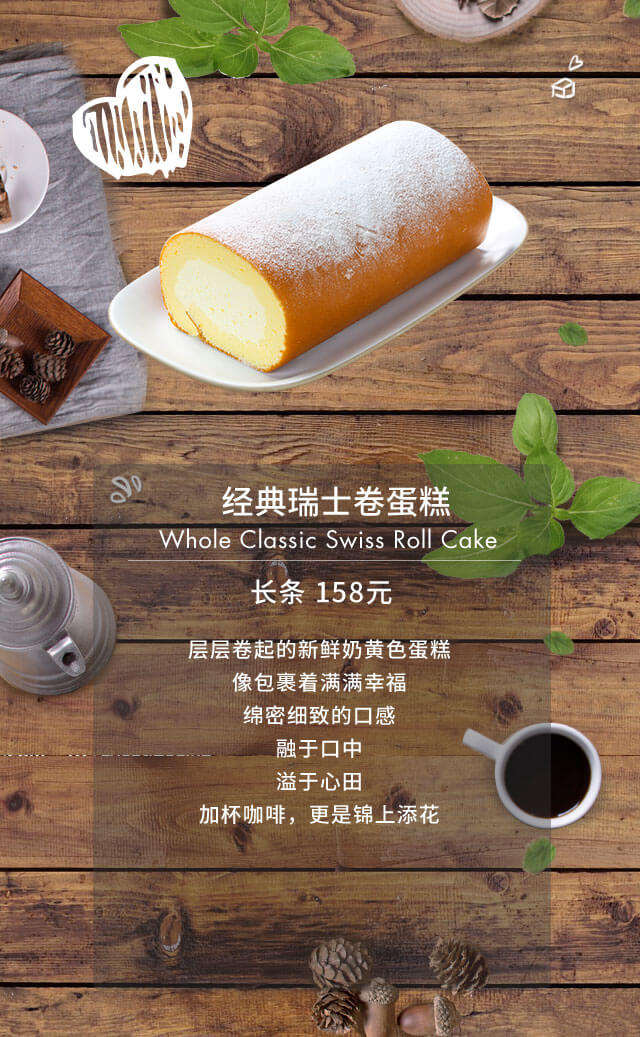 经典瑞士卷蛋糕
Whole Classic Swiss Roll Cake
长条 158元
层层卷起的新鲜奶黄色蛋糕
像包裹着满满幸福
绵密细致的口感
融于口中
溢于心田
加杯咖啡，更是锦上添花